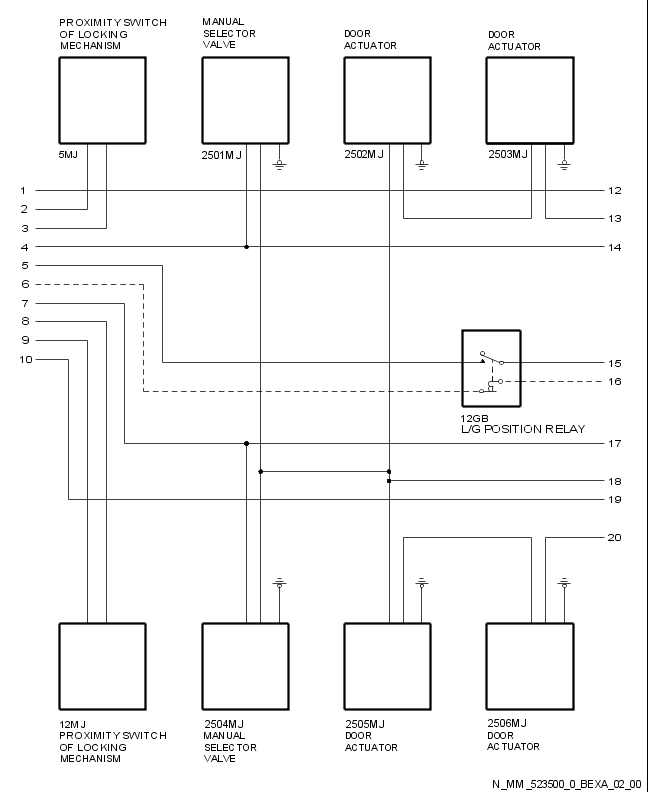 PROXIMITY SWITCH
OF LOCKING
MECHANISM
MANUAL
SELECTOR
VALVE
DOOR
ACTUATOR
DOOR
ACTUATOR
5MJ
2501MJ
2502MJ
2503MJ
1
2
3
4
5
6
7
8
9
10
12
13
14
15
16
12GB
L/G POSITION RELAY
17
18
19
20
12MJ
PROXIMITY SWITCH
OF LOCKING
MECHANISM
2504MJ
MANUAL
SELECTOR
VALVE
2505MJ
DOOR
ACTUATOR
2506MJ
DOOR
ACTUATOR
N_MM_523500_0_BEXA_02_00